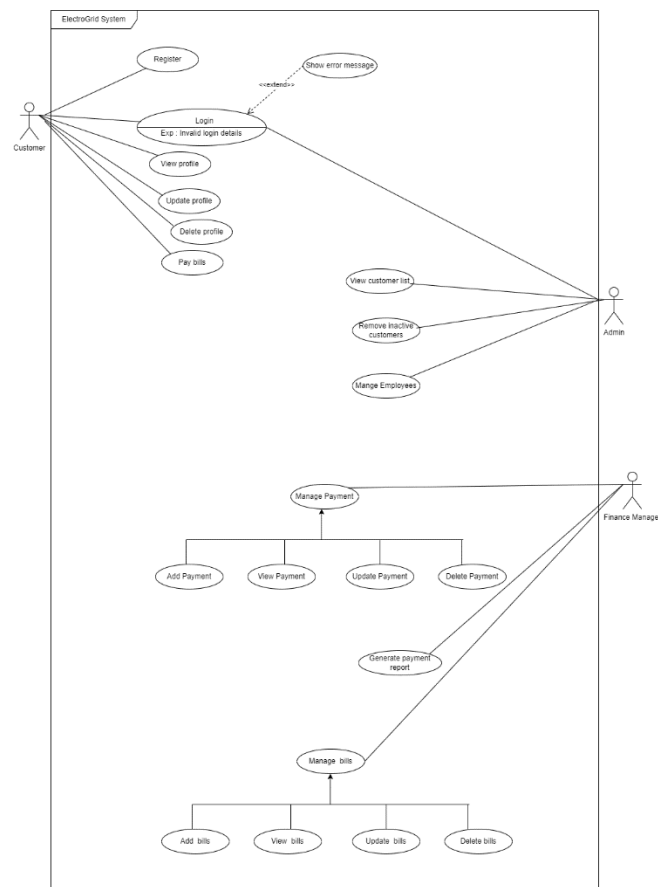 ElectroGrid System
Register
Show error message
<<extend>>
Login
Exp : Invalid login details
Customer
View profile
Update profile
Delete profile
Pay bills
View customer list
Remove inactive
customers
Admin
Mange Employees
Manage Payment
Finance Manage
Add Payment
View Payment
Update Payment
Delete Payment
Generate payment
report
Manage bills
Add bills
View bills
Update bills
Delete bills